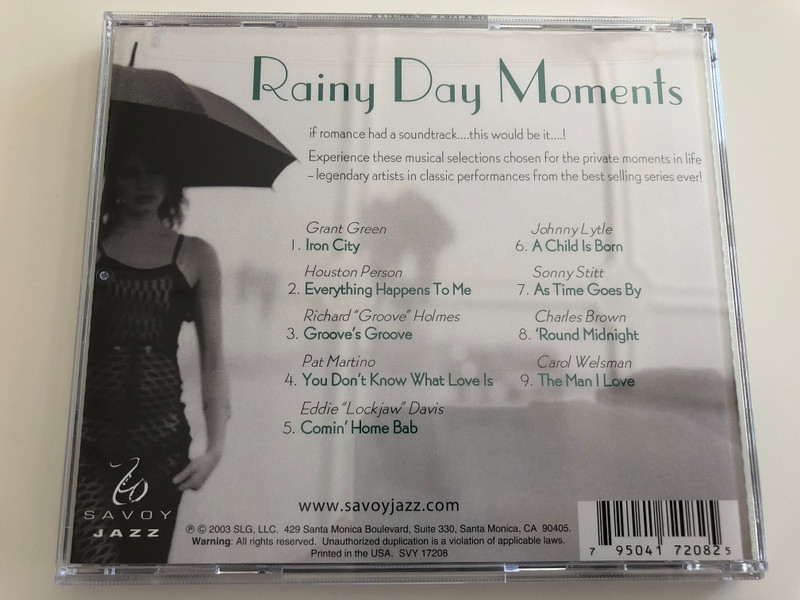 Rainy Day Moments
if romance had a soundtrack....this would be it....!
Experience these musical selections chosen for the private moments in life
– legendary artists in classic performances from the best selling series ever!
Grant Green
1. Iron City
Houston Person
2. Everything Happens To Me
Richard "Groove" Holmes
3. Groove's Groove
Pat Martino
4. You Don't Know What Love Is
Eddie "Lockjaw" Davis
5. Comin' Home Bab
Johnny Lytle
6. A Child Is Born
Sonny Stitt
7. As Time Goes By
Charles Brown
8. 'Round Midnight
Carol Welsman
9. The Man I Love
SAVOY
JAZZ
www.savoyjazz.com
℗ © 2003 SLG, LLC. 429 Santa Monica Boulevard, Suite 330, Santa Monica, CA 90405.
Warning: All rights reserved. Unauthorized duplication is a violation of applicable laws.
Printed in the USA. SVY 17208
7 95041 72082 5